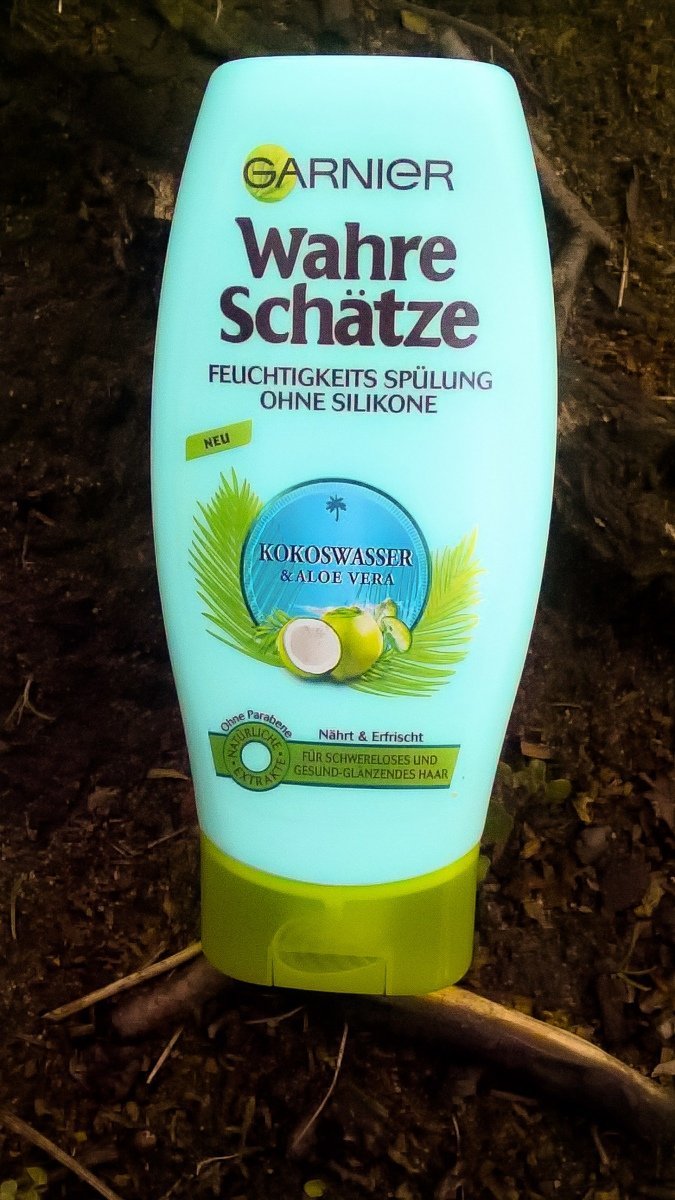 GARNIER
Wahre
Schätze
FEUCHTIGKEITS SPÜLUNG
OHNE SILIKONE
NEU
KOKOSWASSER
& ALOE VERA
Ohne Parabene
• NATÜRLICHE •
EXTRAKTE
Nährt & Erfrischt
FÜR SCHWERELOSES UND
GESUND-GLÄNZENDES HAAR